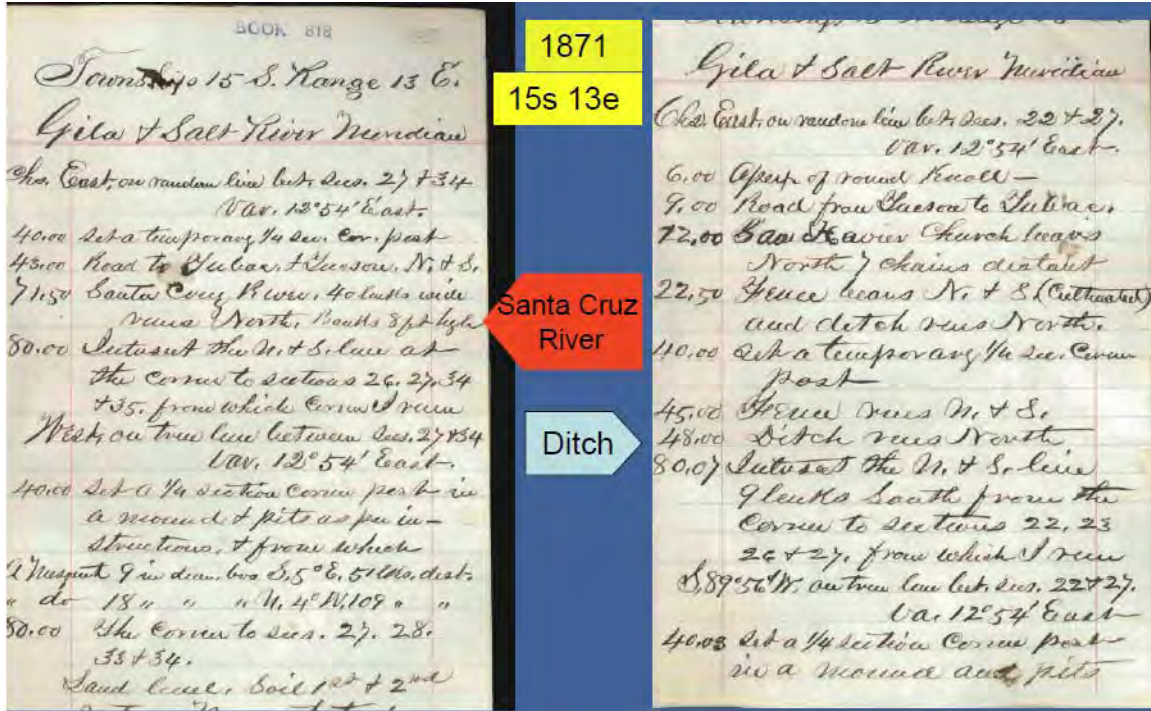 BOOK 818
Township 15 S. Range 13 E.
Gila & Salt River Meridian
Chs. East, on random line bet. secs. 27 & 34
Var. 12°54' East.
40.00 Set a temporary 1/4 sec. cor. post
43.00 Road to Tubac, & Tucson, N. & S.
71.50 Santa Cruz River, 40 links wide
runs North, Banks 8 ft high
80.00 Intersect the N. & S. line at
the corner to sections 26, 27, 34
& 35, from which corner I run
West, on true line between secs. 27 & 34
Var. 12°54' East.
40.00 Set a 1/4 section corner post in
a mound & pits as per in-
structions, & from which
A Mesquit 9 in diam. brs S. 5° E. 51 lks. dist.
" do 18 " " " N. 4° W. 109 " "
80.00 The corner to secs. 27. 28.
33 & 34.
Land level, Soil 1st & 2nd
1871
15s 13e
Santa Cruz
River
Ditch
Gila & Salt River Meridian
Chs. East, on random line bet. secs. 22 & 27.
Var. 12°54' East.
6.00 Apex of round Knoll—
9.00 Road from Tucson to Tubac.
12.00 San Xavier Church bears
North 7 chains distant
22.50 Fence bears N. & S. (Cultivated)
and ditch runs North.
40.00 Set a temporary 1/4 sec. corner
post
45.00 Fence runs N. & S.
48.00 Ditch runs North
80.07 Intersect the N. & S. line
9 links South from the
corner to sections 22, 23
26 & 27, from which I run
S. 89°56' W. on true line bet. secs. 22 & 27.
Va. 12°54' East
40.03 Set a 1/4 section corner post
in a mound and pits